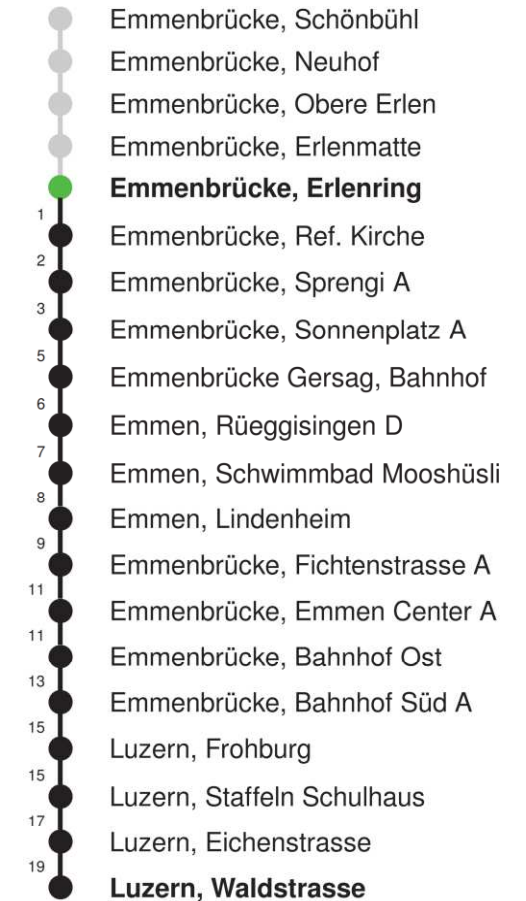 Emmenbrücke, Schönbühl
Emmenbrücke, Neuhof
Emmenbrücke, Obere Erlen
Emmenbrücke, Erlenmatte
Emmenbrücke, Erlenring
1 Emmenbrücke, Ref. Kirche
2 Emmenbrücke, Sprengi A
3 Emmenbrücke, Sonnenplatz A
5 Emmenbrücke Gersag, Bahnhof
6 Emmen, Rüeggisingen D
7 Emmen, Schwimmbad Mooshüsli
8 Emmen, Lindenheim
9 Emmenbrücke, Fichtenstrasse A
11 Emmenbrücke, Emmen Center A
11 Emmenbrücke, Bahnhof Ost
13 Emmenbrücke, Bahnhof Süd A
15 Luzern, Frohburg
15 Luzern, Staffeln Schulhaus
17 Luzern, Eichenstrasse
19 Luzern, Waldstrasse